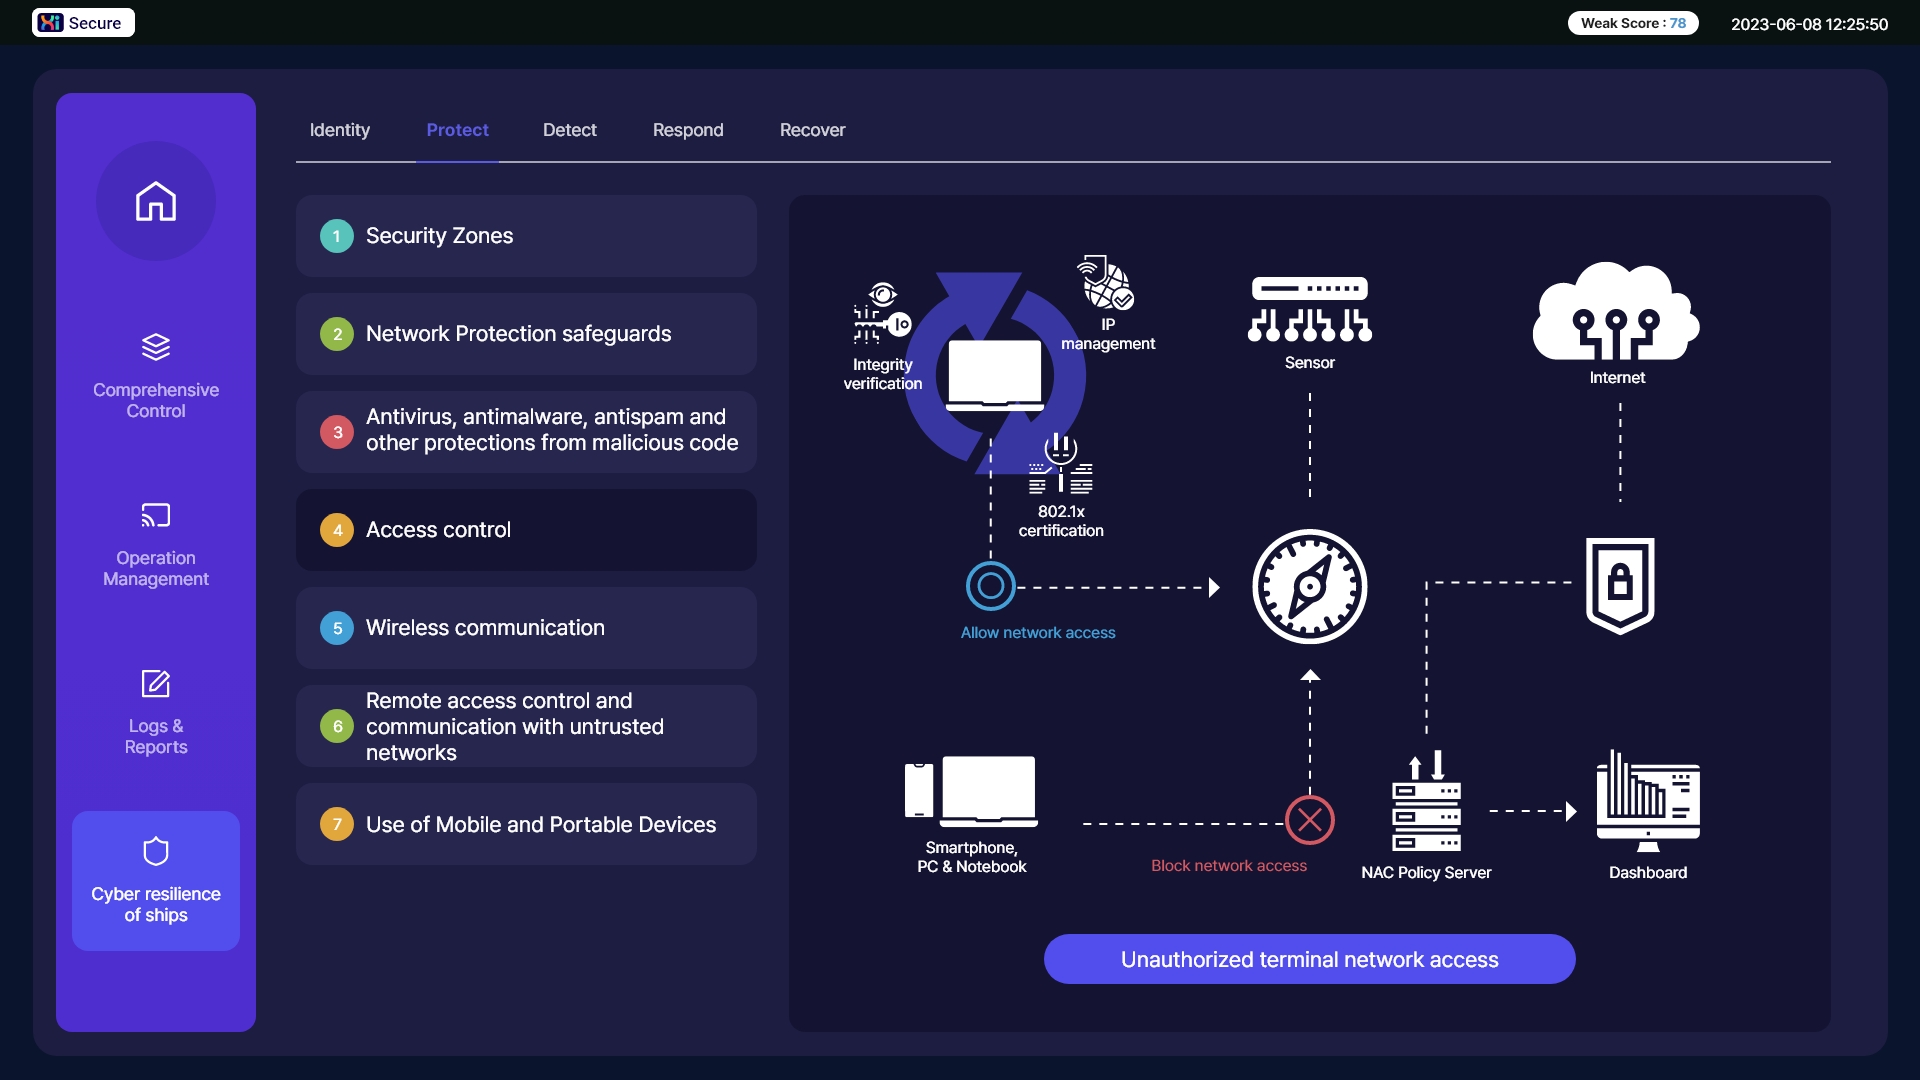 Xi Secure
Weak Score : 78
2023-06-08 12:25:50
Identity
Protect
Detect
Respond
Recover
Comprehensive
Control
Operation
Management
Logs &
Reports
Cyber resilience
of ships
1 Security Zones
2 Network Protection safeguards
3 Antivirus, antimalware, antispam and
other protections from malicious code
4 Access control
5 Wireless communication
6 Remote access control and
communication with untrusted
networks
7 Use of Mobile and Portable Devices
Integrity
verification
IP
management
802.1x
certification
Sensor
Internet
Allow network access
Smartphone,
PC & Notebook
Block network access
NAC Policy Server
Dashboard
Unauthorized terminal network access